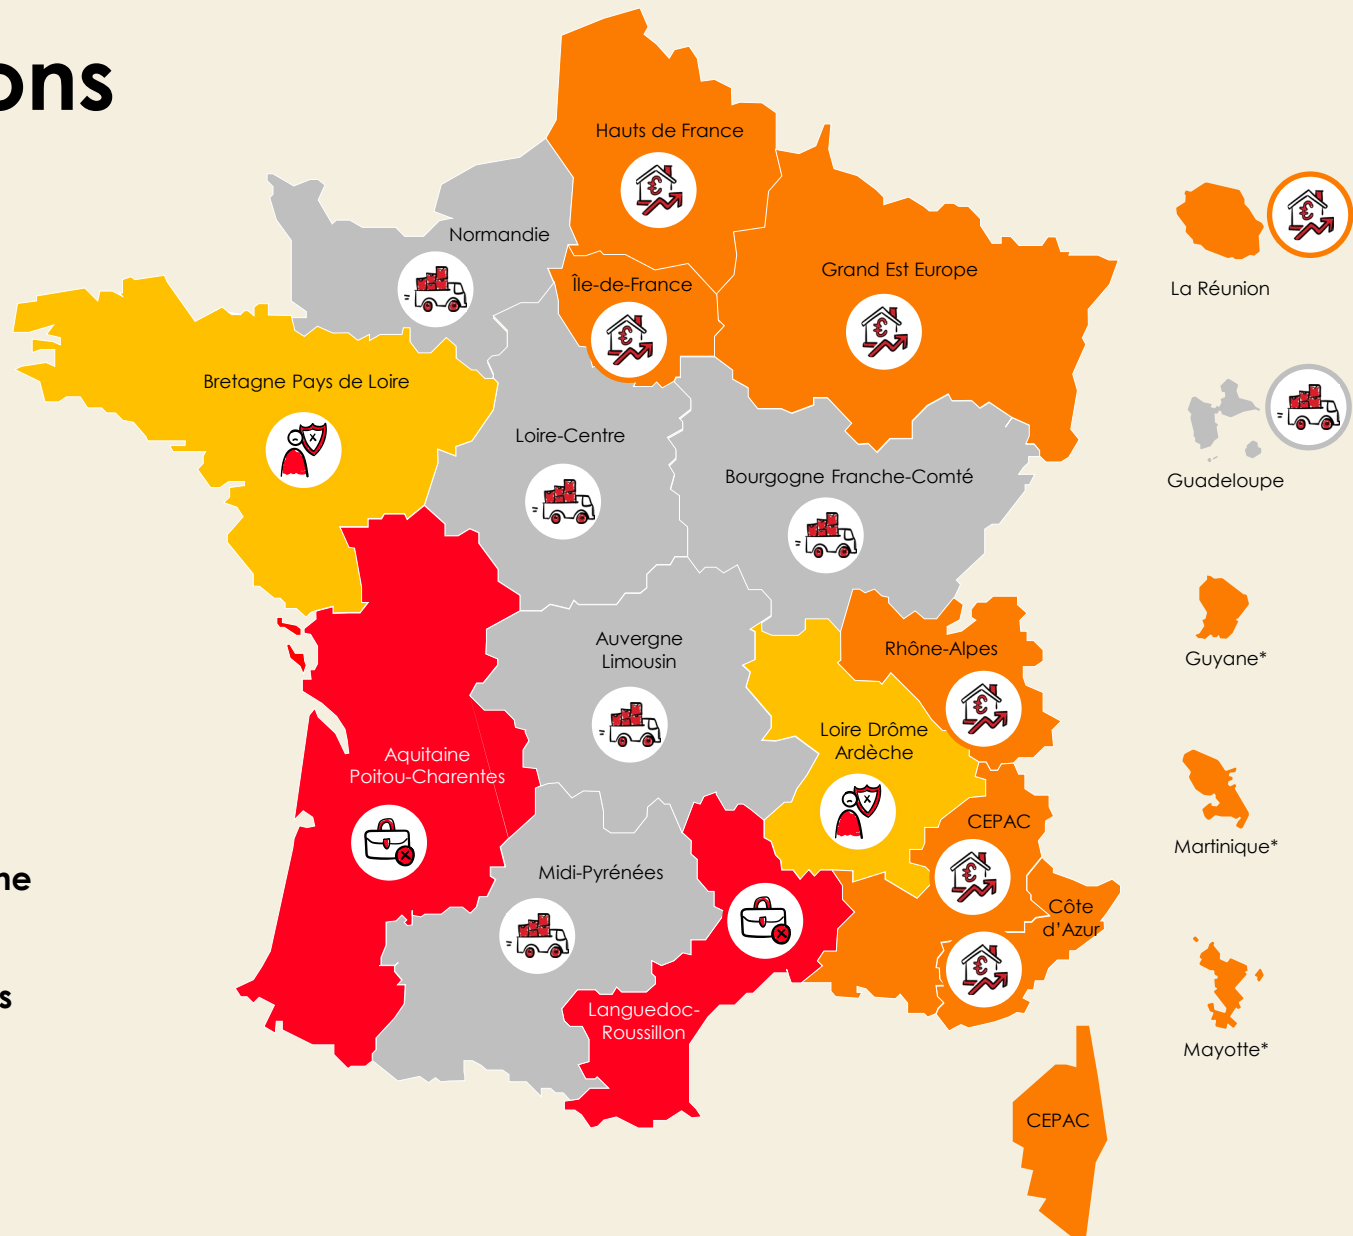 ons
Hauts de France
Normandie
Île-de-France
Grand Est Europe
La Réunion
Bretagne Pays de Loire
Loire-Centre
Bourgogne Franche-Comté
Guadeloupe
Auvergne
Limousin
Rhône-Alpes
Guyane*
Aquitaine
Poitou-Charentes
Loire Drôme
Ardèche
CEPAC
Martinique*
Midi-Pyrénées
ne
Côte
d'Azur
s
Languedoc-
Roussillon
Mayotte*
CEPAC